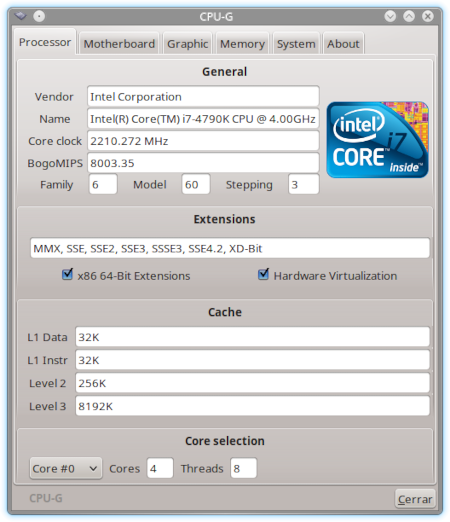 CPU-G
Processor Motherboard Graphic Memory System About
General
Vendor Intel Corporation
Name Intel(R) Core(TM) i7-4790K CPU @ 4.00GHz
Core clock 2210.272 MHz
BogoMIPS 8003.35
Family 6 Model 60 Stepping 3
intel
CORE i7
inside™
Extensions
MMX, SSE, SSE2, SSE3, SSSE3, SSE4.2, XD-Bit
x86 64-Bit Extensions Hardware Virtualization
Cache
L1 Data 32K
L1 Instr 32K
Level 2 256K
Level 3 8192K
Core selection
Core #0 Cores 4 Threads 8
CPU-G Cerrar